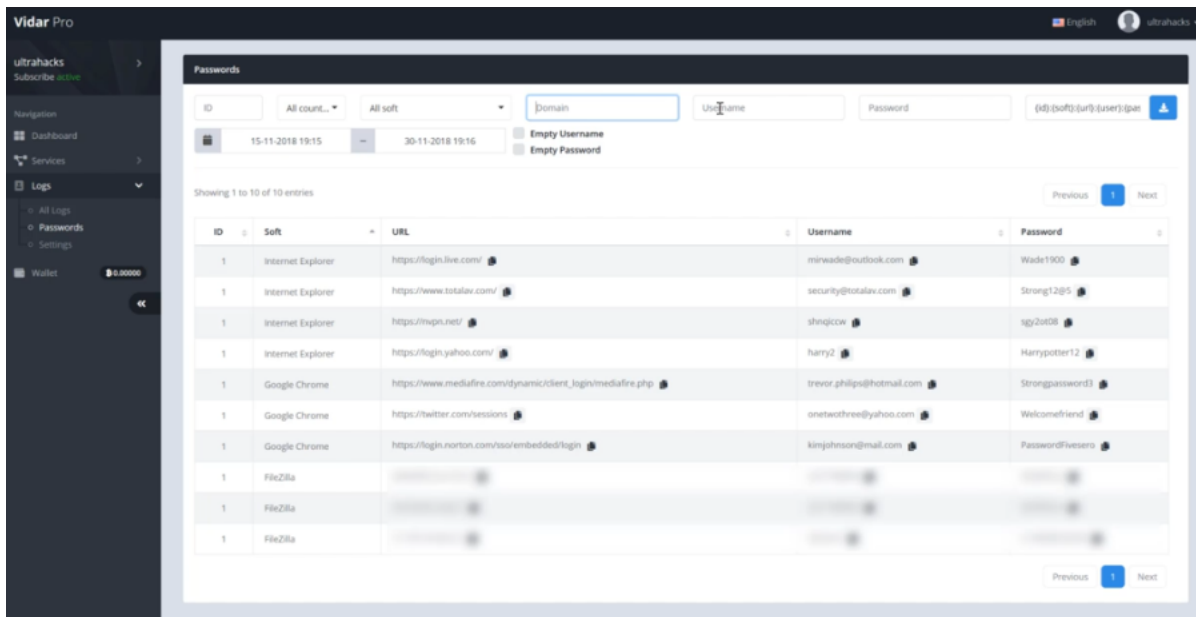 Vidar Pro English ultrahacks
ultrahacks
Subscribe active
Navigation
Dashboard
Services
Logs
All Logs
Passwords
Settings
Wallet 0.00000
Passwords
ID All count... All soft Domain Username Password {id}:{soft}:{url}:{user}:{pas
15-11-2018 19:15 – 30-11-2018 19:16
Empty Username
Empty Password
Showing 1 to 10 of 10 entries
Previous 1 Next
ID Soft URL Username Password
1 Internet Explorer https://login.live.com/ mirwade@outlook.com Wade1900
1 Internet Explorer https://www.totalav.com/ security@totalav.com Strong12@5
1 Internet Explorer https://nvpn.net/ shnqiccw sgy2ot08
1 Internet Explorer https://login.yahoo.com/ harry2 Harrypotter12
1 Google Chrome https://www.mediafire.com/dynamic/client_login/mediafire.php trevor.philips@hotmail.com Strongpassword3
1 Google Chrome https://twitter.com/sessions onetwothree@yahoo.com Welcomefriend
1 Google Chrome https://login.norton.com/sso/embedded/login kimjohnson@mail.com PasswordFivesero
1 FileZilla
1 FileZilla
1 FileZilla
Previous 1 Next